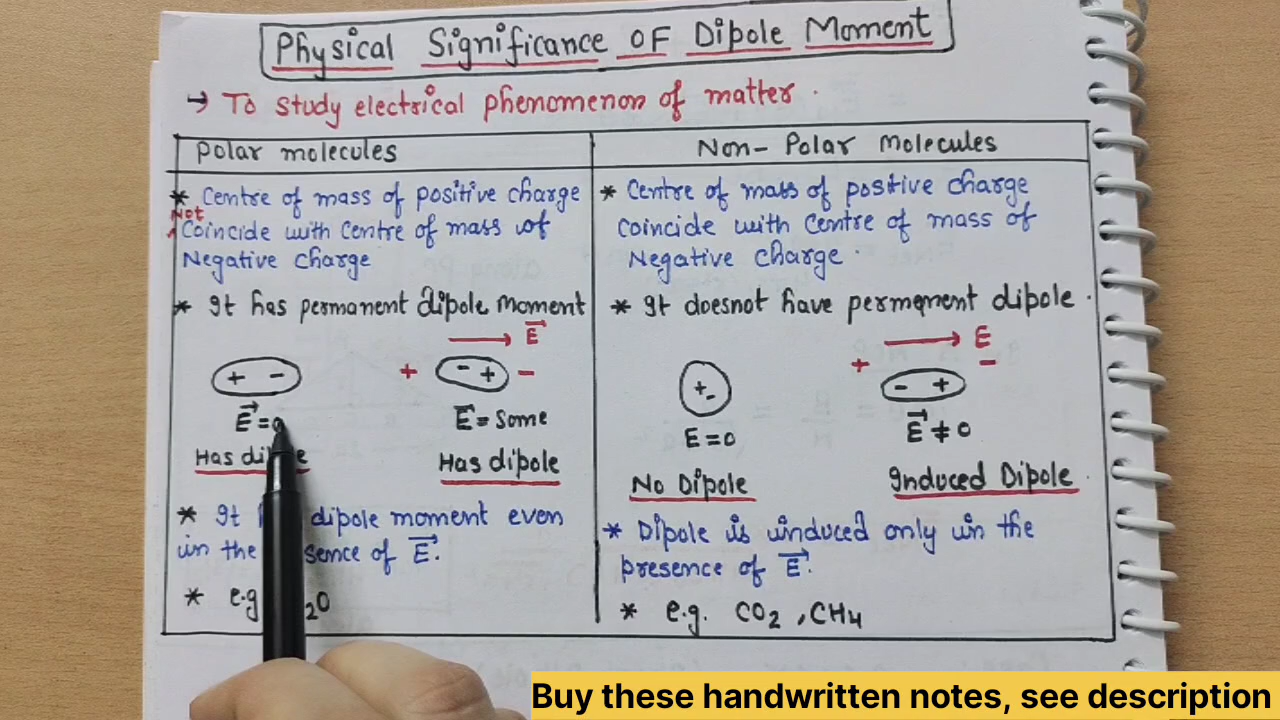 Physical Significance OF Dipole Moment
→ To study electrical phenomenon of matter.
Polar molecules
* Centre of mass of positive charge
Not
Coincide with Centre of mass of
Negative charge
* It has permanent dipole moment
E
+ -
+ - + -
E = 0
E = Some
Has
Has dipole
* It dipole moment even
in the of E.
* e.g
Non-Polar Molecules
* Centre of mass of positive charge
Coincide with Centre of mass of
Negative charge.
* It doesnot have permenent dipole.
E
+ -
+ - - +
E = 0
E ≠ 0
No Dipole
Induced Dipole
* Dipole is induced only in the
presence of E.
* e.g. CO2, CH4
Buy these handwritten notes, see description